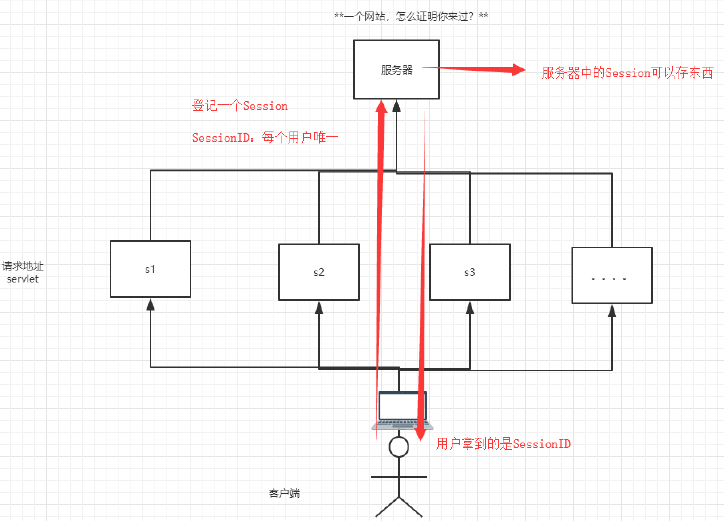 **一个网站，怎么证明你来过？**
服务器
服务器中的Session可以存东西
登记一个Session
SessionID：每个用户唯一
请求地址
servlet
s1
s2
s3
....
用户拿到的是SessionID
客户端